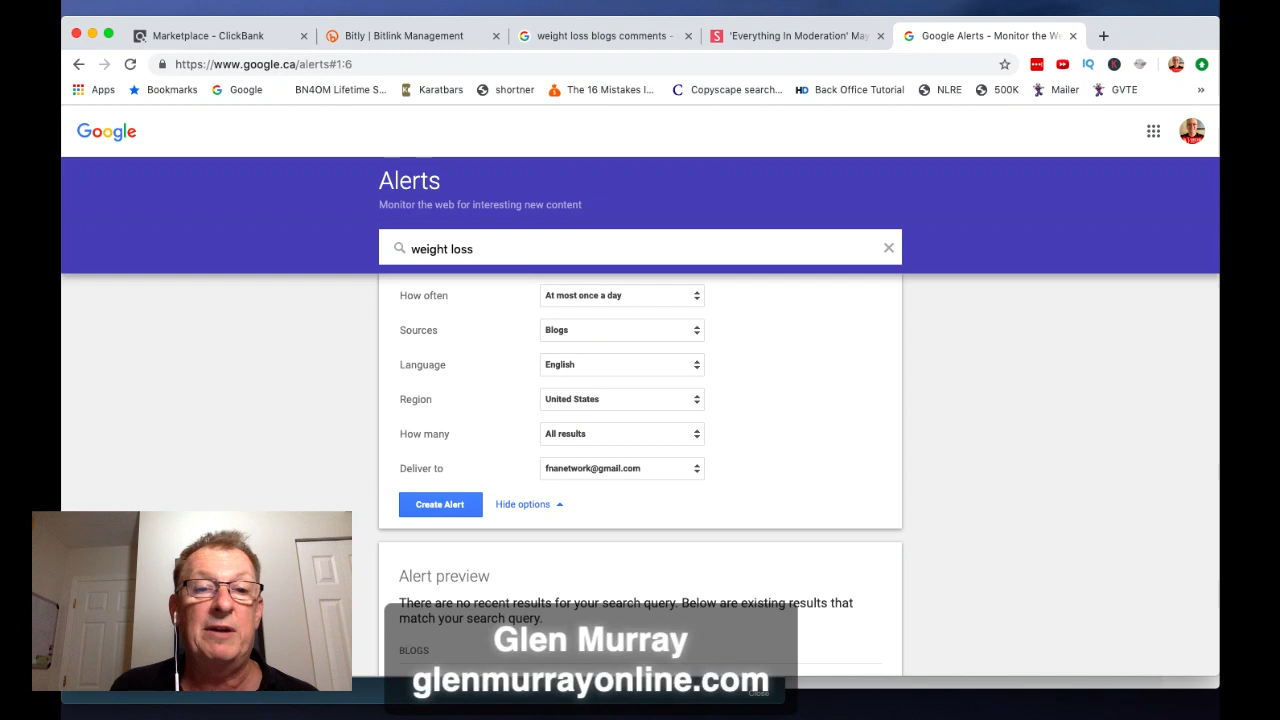 Marketplace – ClickBank
Bitly | Bitlink Management
weight loss blogs comments -
'Everything In Moderation' May
Google Alerts - Monitor the We
https://www.google.ca/alerts#1:6
Apps
Bookmarks
Google
BN4OM Lifetime S...
Karatbars
shortner
The 16 Mistakes I...
Copyscape search...
Back Office Tutorial
NLRE
500K
Mailer
GVTE
»
Google
Alerts
Monitor the web for interesting new content
weight loss
How often
At most once a day
Sources
Blogs
Language
English
Region
United States
How many
All results
Deliver to
fnanetwork@gmail.com
Create Alert
Hide options
Alert preview
There are no recent results for your search query. Below are existing results that
match your search query.
BLOGS
Glen Murray
glenmurrayonline.com
Close